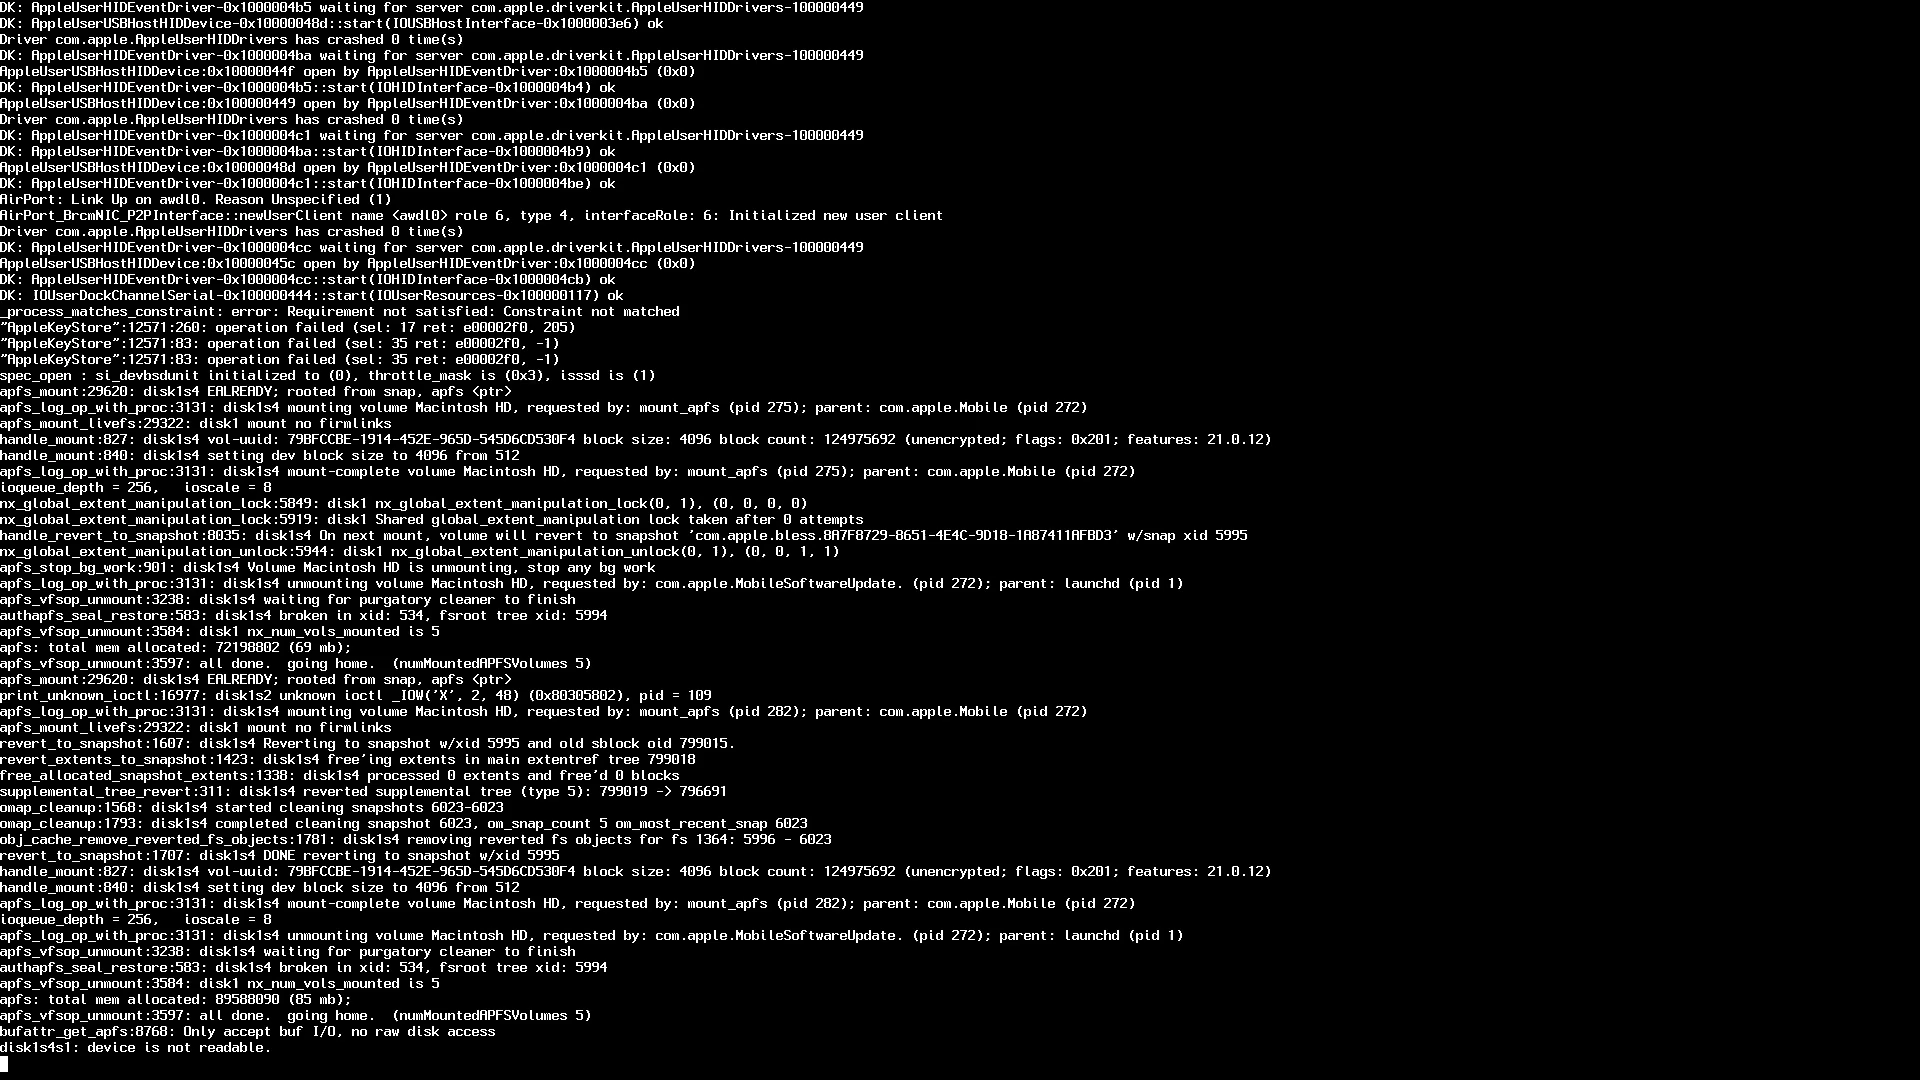 DK: AppleUserHIDEventDriver-0x1000004b5 waiting for server com.apple.driverkit.AppleUserHIDDrivers-100000449
DK: AppleUserUSBHostHIDDevice-0x10000048d::start(IOUSBHostInterface-0x1000003e6) ok
Driver com.apple.AppleUserHIDDrivers has crashed 0 time(s)
DK: AppleUserHIDEventDriver-0x1000004ba waiting for server com.apple.driverkit.AppleUserHIDDrivers-100000449
AppleUserUSBHostHIDDevice:0x10000044f open by AppleUserHIDEventDriver:0x1000004b5 (0x0)
DK: AppleUserHIDEventDriver-0x1000004b5::start(IOHIDInterface-0x1000004b4) ok
AppleUserUSBHostHIDDevice:0x100000449 open by AppleUserHIDEventDriver:0x1000004ba (0x0)
Driver com.apple.AppleUserHIDDrivers has crashed 0 time(s)
DK: AppleUserHIDEventDriver-0x1000004c1 waiting for server com.apple.driverkit.AppleUserHIDDrivers-100000449
DK: AppleUserHIDEventDriver-0x1000004ba::start(IOHIDInterface-0x1000004b9) ok
AppleUserUSBHostHIDDevice:0x10000048d open by AppleUserHIDEventDriver:0x1000004c1 (0x0)
DK: AppleUserHIDEventDriver-0x1000004c1::start(IOHIDInterface-0x1000004be) ok
AirPort: Link Up on awdl0. Reason Unspecified (1)
AirPort_BrcmNIC_P2PInterface::newUserClient name <awdl0> role 6, type 4, interfaceRole: 6: Initialized new user client
Driver com.apple.AppleUserHIDDrivers has crashed 0 time(s)
DK: AppleUserHIDEventDriver-0x1000004cc waiting for server com.apple.driverkit.AppleUserHIDDrivers-100000449
AppleUserUSBHostHIDDevice:0x10000045c open by AppleUserHIDEventDriver:0x1000004cc (0x0)
DK: AppleUserHIDEventDriver-0x1000004cc::start(IOHIDInterface-0x1000004cb) ok
DK: IOUserDockChannelSerial-0x100000444::start(IOUserResources-0x100000117) ok
_process_matches_constraint: error: Requirement not satisfied: Constraint not matched
"AppleKeyStore":12571:260: operation failed (sel: 17 ret: e00002f0, 205)
"AppleKeyStore":12571:83: operation failed (sel: 35 ret: e00002f0, -1)
"AppleKeyStore":12571:83: operation failed (sel: 35 ret: e00002f0, -1)
spec_open : si_devbsdunit initialized to (0), throttle_mask is (0x3), isssd is (1)
apfs_mount:29620: disk1s4 EALREADY; rooted from snap, apfs <ptr>
apfs_log_op_with_proc:3131: disk1s4 mounting volume Macintosh HD, requested by: mount_apfs (pid 275); parent: com.apple.Mobile (pid 272)
apfs_mount_livefs:29322: disk1 mount no firmlinks
handle_mount:827: disk1s4 vol-uuid: 79BFCCBE-1914-452E-965D-545D6CD530F4 block size: 4096 block count: 124975692 (unencrypted; flags: 0x201; features: 21.0.12)
handle_mount:840: disk1s4 setting dev block size to 4096 from 512
apfs_log_op_with_proc:3131: disk1s4 mount-complete volume Macintosh HD, requested by: mount_apfs (pid 275); parent: com.apple.Mobile (pid 272)
ioqueue_depth = 256,   ioscale = 8
nx_global_extent_manipulation_lock:5849: disk1 nx_global_extent_manipulation_lock(0, 1), (0, 0, 0, 0)
nx_global_extent_manipulation_lock:5919: disk1 Shared global_extent_manipulation lock taken after 0 attempts
handle_revert_to_snapshot:8035: disk1s4 On next mount, volume will revert to snapshot 'com.apple.bless.8A7F8729-8651-4E4C-9D18-1A87411AFBD3' w/snap xid 5995
nx_global_extent_manipulation_unlock:5944: disk1 nx_global_extent_manipulation_unlock(0, 1), (0, 0, 1, 1)
apfs_stop_bg_work:901: disk1s4 Volume Macintosh HD is unmounting, stop any bg work
apfs_log_op_with_proc:3131: disk1s4 unmounting volume Macintosh HD, requested by: com.apple.MobileSoftwareUpdate. (pid 272); parent: launchd (pid 1)
apfs_vfsop_unmount:3238: disk1s4 waiting for purgatory cleaner to finish
authapfs_seal_restore:583: disk1s4 broken in xid: 534, fsroot tree xid: 5994
apfs_vfsop_unmount:3584: disk1 nx_num_vols_mounted is 5
apfs: total mem allocated: 72198802 (69 mb);
apfs_vfsop_unmount:3597: all done.  going home.  (numMountedAPFSVolumes 5)
apfs_mount:29620: disk1s4 EALREADY; rooted from snap, apfs <ptr>
print_unknown_ioctl:16977: disk1s2 unknown ioctl _IOW('X', 2, 48) (0x80305802), pid = 109
apfs_log_op_with_proc:3131: disk1s4 mounting volume Macintosh HD, requested by: mount_apfs (pid 282); parent: com.apple.Mobile (pid 272)
apfs_mount_livefs:29322: disk1 mount no firmlinks
revert_to_snapshot:1607: disk1s4 Reverting to snapshot w/xid 5995 and old sblock oid 799015.
revert_extents_to_snapshot:1423: disk1s4 free'ing extents in main extentref tree 799018
free_allocated_snapshot_extents:1338: disk1s4 processed 0 extents and free'd 0 blocks
supplemental_tree_revert:311: disk1s4 reverted supplemental tree (type 5): 799019 -> 796691
omap_cleanup:1568: disk1s4 started cleaning snapshots 6023-6023
omap_cleanup:1793: disk1s4 completed cleaning snapshot 6023, om_snap_count 5 om_most_recent_snap 6023
obj_cache_remove_reverted_fs_objects:1781: disk1s4 removing reverted fs objects for fs 1364: 5996 - 6023
revert_to_snapshot:1707: disk1s4 DONE reverting to snapshot w/xid 5995
handle_mount:827: disk1s4 vol-uuid: 79BFCCBE-1914-452E-965D-545D6CD530F4 block size: 4096 block count: 124975692 (unencrypted; flags: 0x201; features: 21.0.12)
handle_mount:840: disk1s4 setting dev block size to 4096 from 512
apfs_log_op_with_proc:3131: disk1s4 mount-complete volume Macintosh HD, requested by: mount_apfs (pid 282); parent: com.apple.Mobile (pid 272)
ioqueue_depth = 256,   ioscale = 8
apfs_log_op_with_proc:3131: disk1s4 unmounting volume Macintosh HD, requested by: com.apple.MobileSoftwareUpdate. (pid 272); parent: launchd (pid 1)
apfs_vfsop_unmount:3238: disk1s4 waiting for purgatory cleaner to finish
authapfs_seal_restore:583: disk1s4 broken in xid: 534, fsroot tree xid: 5994
apfs_vfsop_unmount:3584: disk1 nx_num_vols_mounted is 5
apfs: total mem allocated: 89588090 (85 mb);
apfs_vfsop_unmount:3597: all done.  going home.  (numMountedAPFSVolumes 5)
bufattr_get_apfs:8768: Only accept buf I/O, no raw disk access
disk1s4s1: device is not readable.